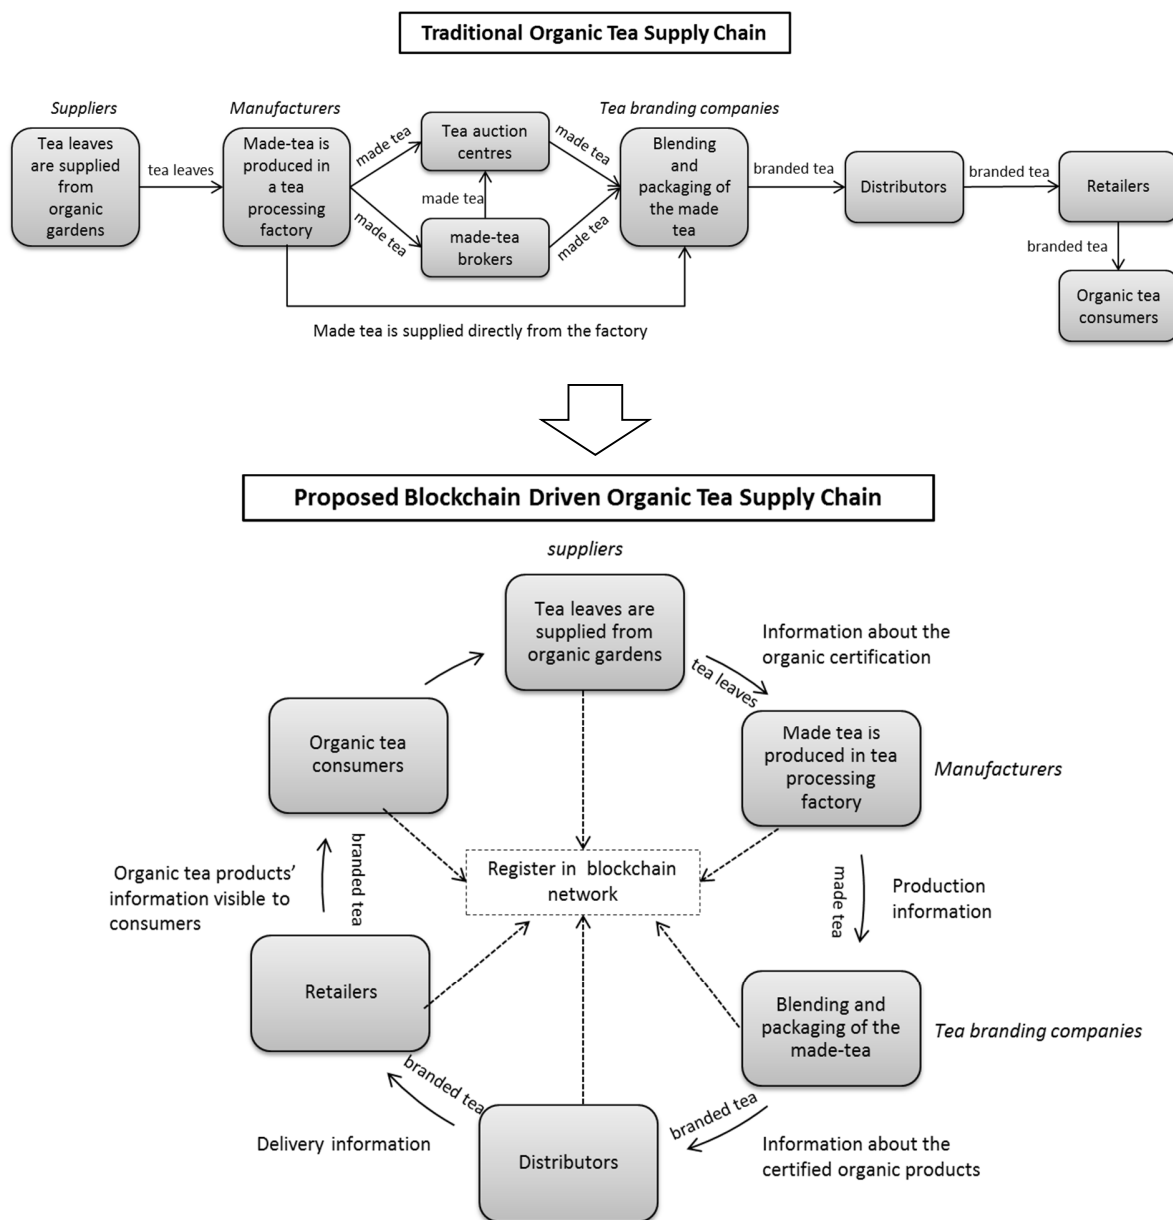 Traditional Organic Tea Supply Chain
Suppliers
Tea leaves
are supplied
from
organic
gardens
tea leaves
Manufacturers
Made-tea is
produced in
a tea
processing
factory
made tea
made tea
Tea auction
centres
made tea
made-tea
brokers
made tea
made tea
Tea branding companies
Blending
and
packaging of
the made
tea
branded tea
Distributors
branded tea
Retailers
branded tea
Organic tea
consumers
Made tea is supplied directly from the factory
Proposed Blockchain Driven Organic Tea Supply Chain
suppliers
Tea leaves are
supplied from
organic gardens
tea leaves
Information about the
organic certification
Made tea is
produced in tea
processing
factory
Manufacturers
made tea
Production
information
Blending and
packaging of the
made-tea
Tea branding companies
branded tea
Information about the
certified organic products
Distributors
branded tea
Delivery information
Retailers
branded tea
Organic tea products'
information visible to
consumers
Organic tea
consumers
Register in blockchain
network